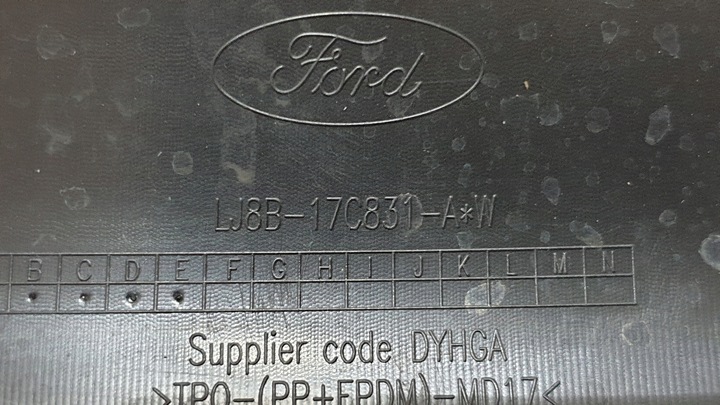 Ford
LJ8B-17C831-A*W
B C D E F G H I J K L M N
Supplier code DYHGA
>TPO-(PP+EPDM)-MD17<